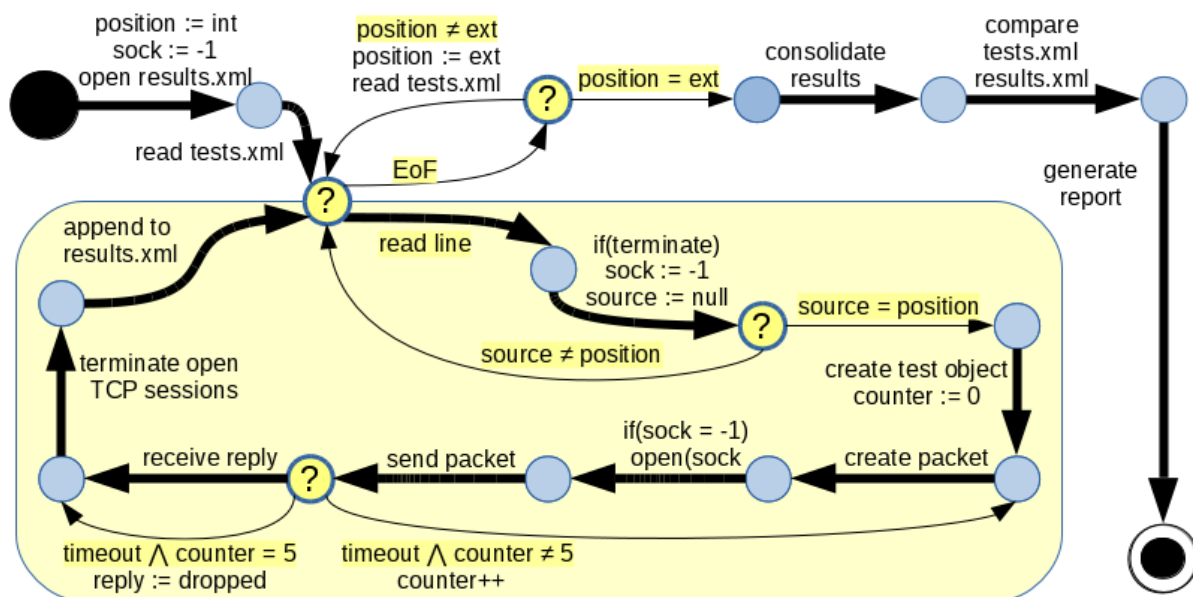 position := int
sock := -1
open results.xml
read tests.xml
position ≠ ext
position := ext
read tests.xml
?
position = ext
consolidate
results
compare
tests.xml
results.xml
generate
report
EoF
?
append to
results.xml
read line
if(terminate)
sock := -1
source := null
?
source = position
source ≠ position
create test object
counter := 0
terminate open
TCP sessions
receive reply
?
send packet
if(sock = -1)
open(sock
create packet
timeout ⋀ counter = 5
reply := dropped
timeout ⋀ counter ≠ 5
counter++